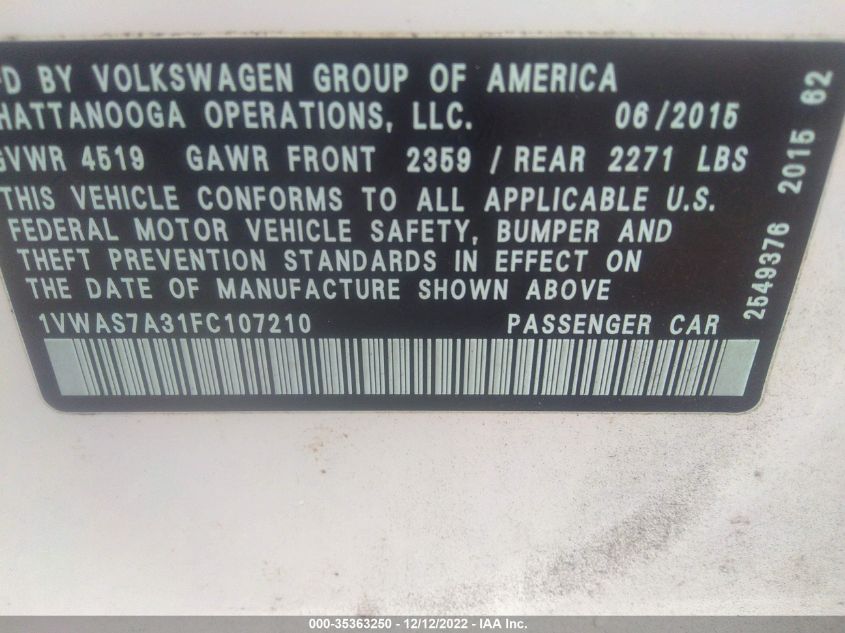 D BY VOLKSWAGEN GROUP OF AMERICA
HATTANOOGA OPERATIONS, LLC. 06/2015
GVWR 4519 GAWR FRONT 2359 / REAR 2271 LBS
THIS VEHICLE CONFORMS TO ALL APPLICABLE U.S.
FEDERAL MOTOR VEHICLE SAFETY, BUMPER AND
THEFT PREVENTION STANDARDS IN EFFECT ON
THE DATE OF MANUFACTURE SHOWN ABOVE
1VWAS7A31FC107210 PASSENGER CAR
2549376 2015 62
000-35363250 - 12/12/2022 - IAA Inc.